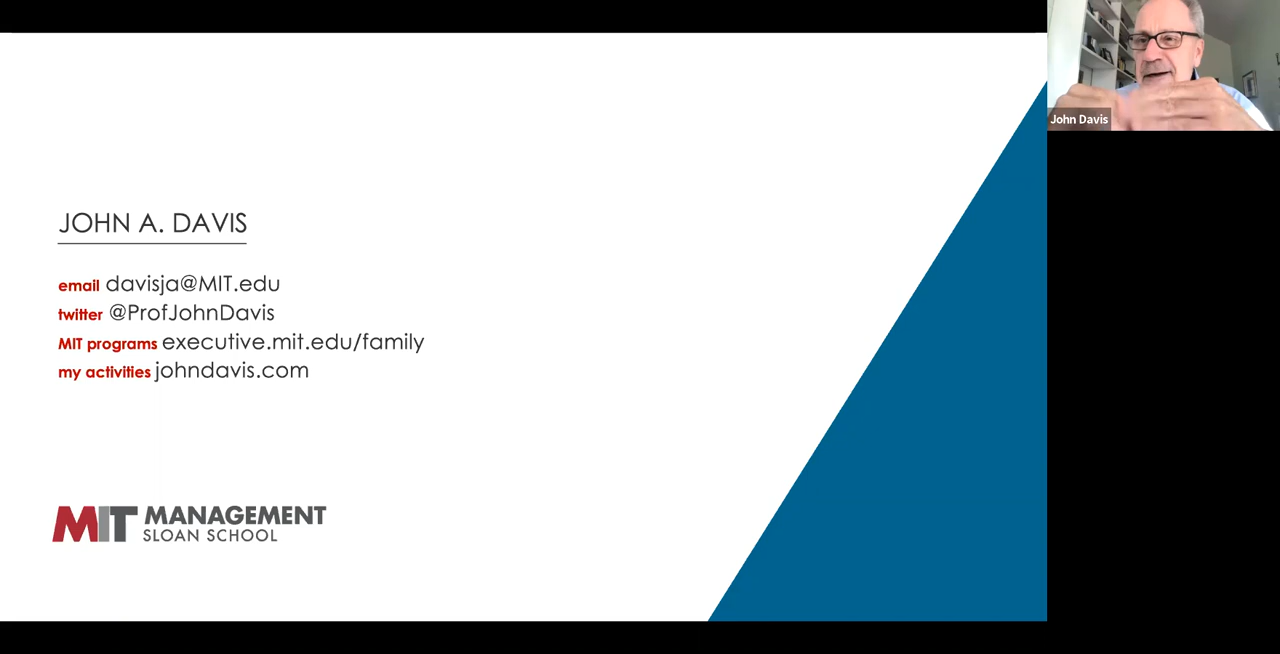 JOHN A. DAVIS
email davisja@MIT.edu
twitter @ProfJohnDavis
MIT programs executive.mit.edu/family
my activities johndavis.com
MIT MANAGEMENT
SLOAN SCHOOL
John Davis